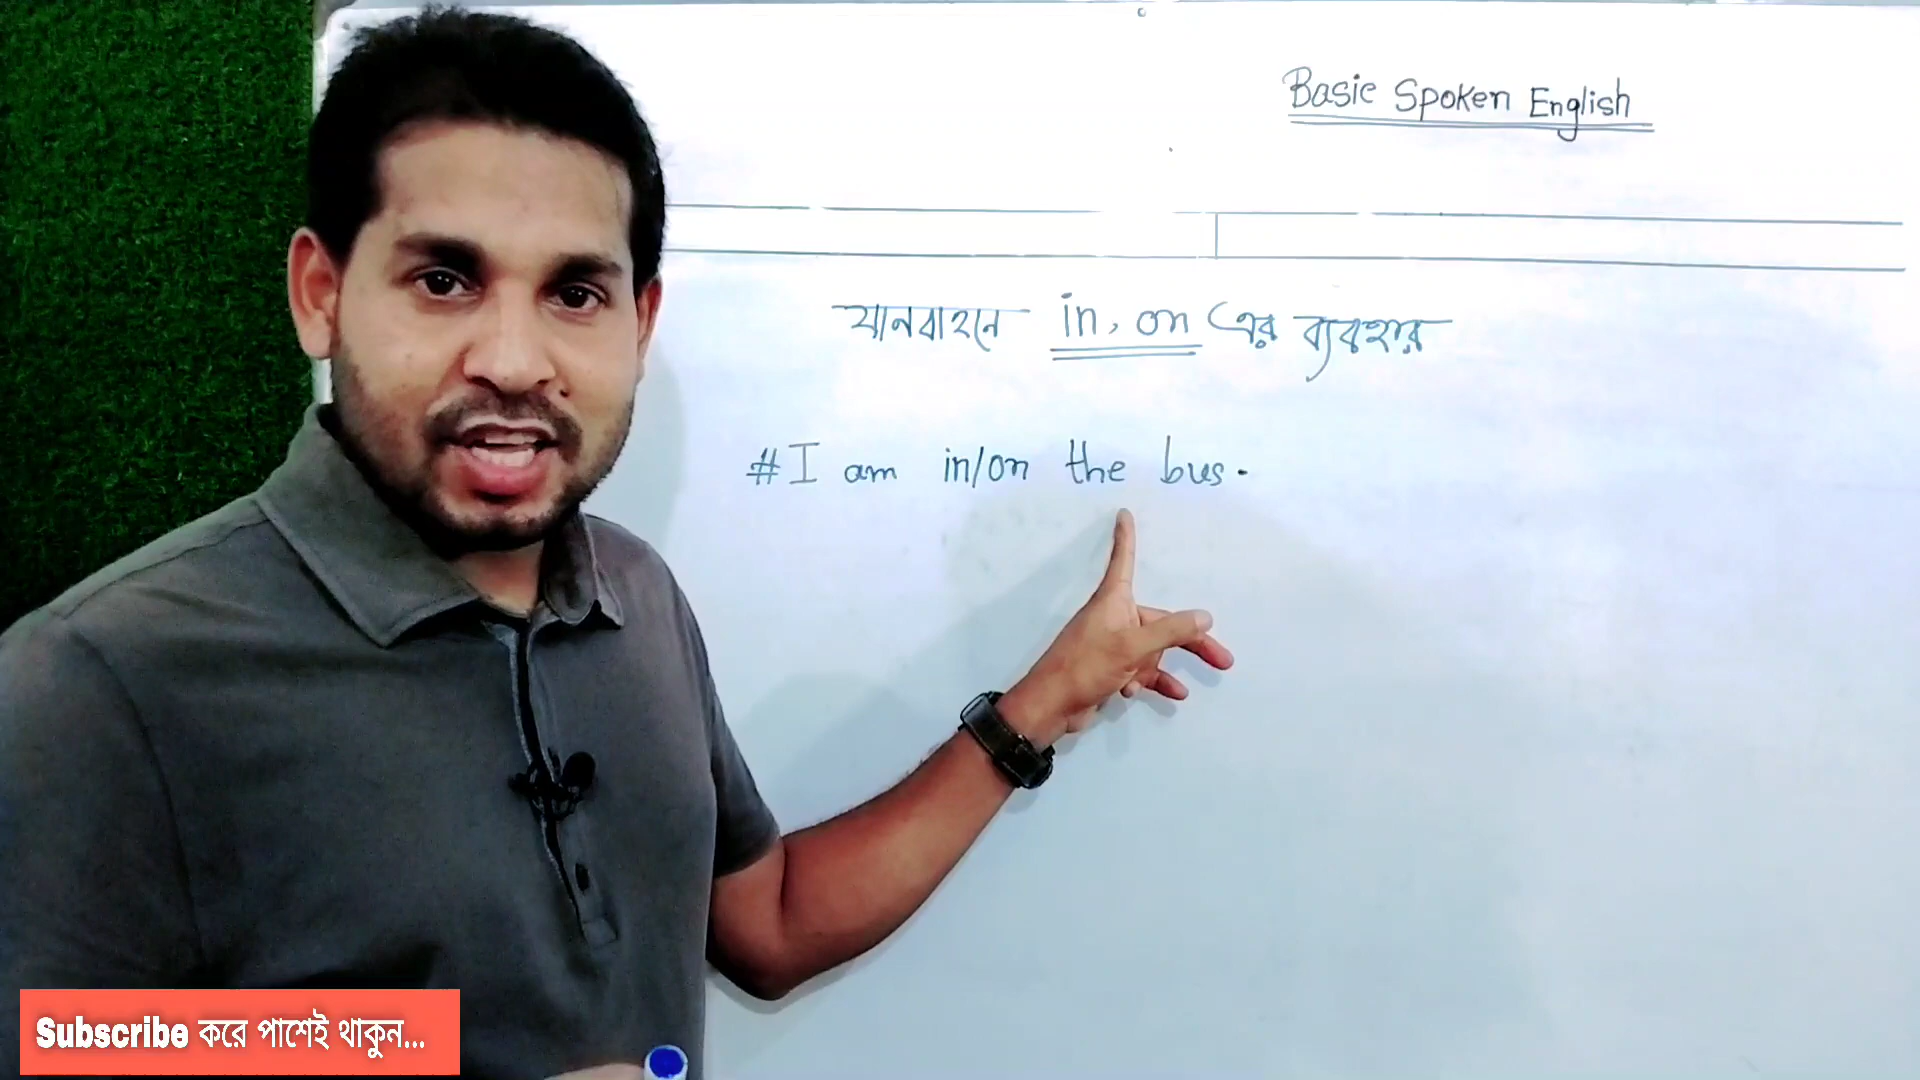 Basic Spoken English
যানবাহনে in, on এর ব্যবহার
# I am in/on the bus.
Subscribe করে পাশেই থাকুন...